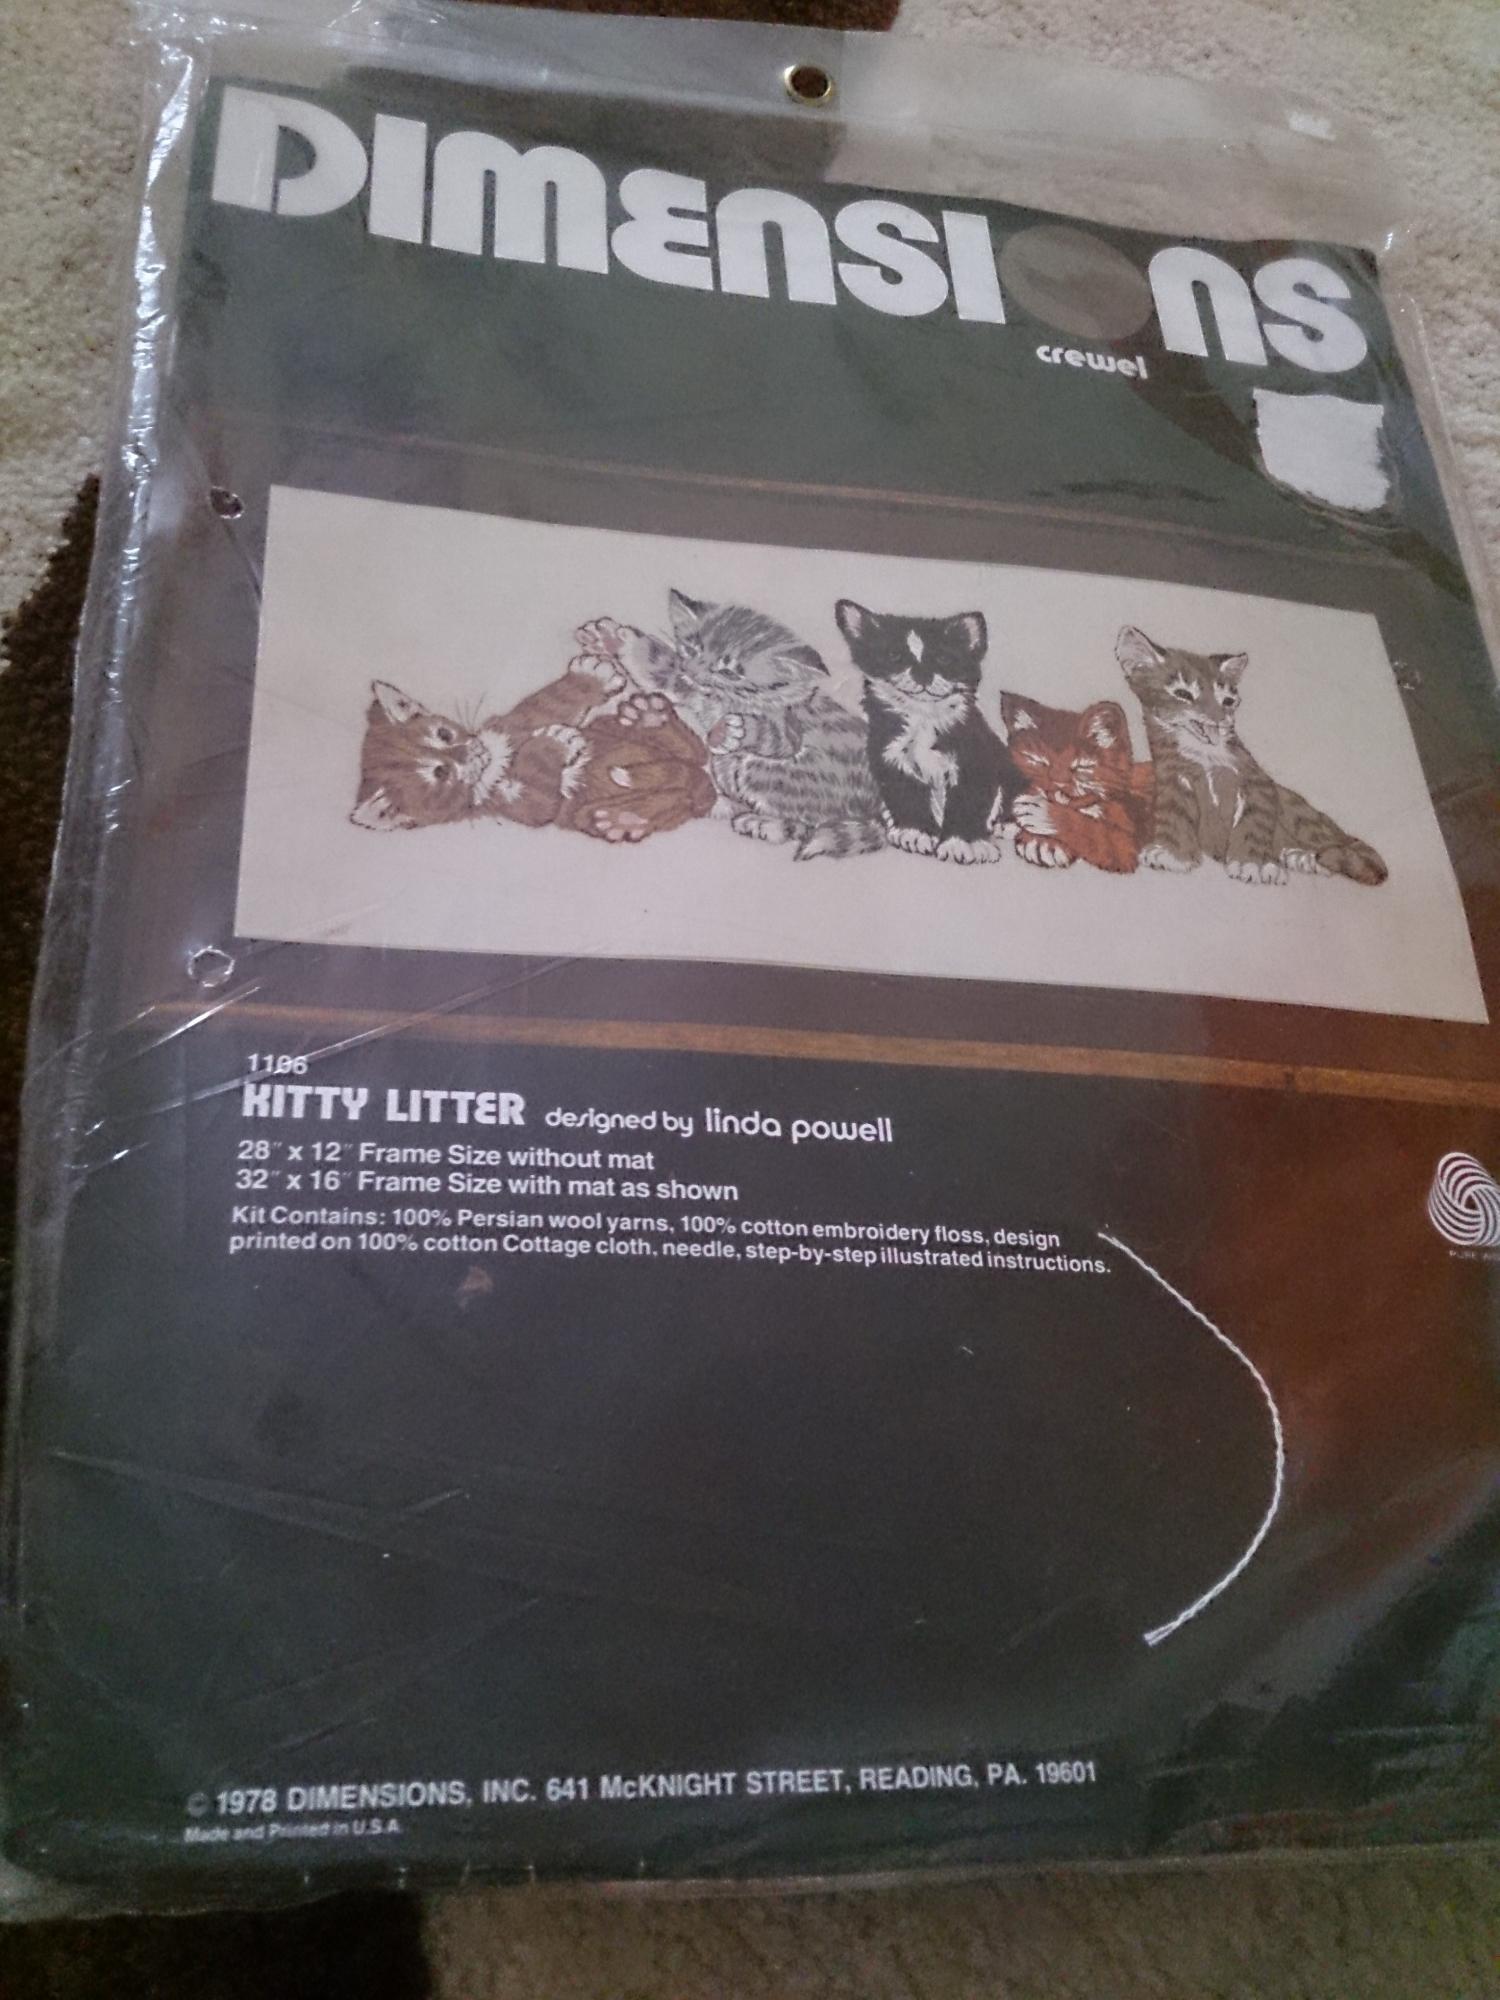 DIMENSIONS
crewel
1106
KITTY LITTER designed by linda powell
28" x 12" Frame Size without mat
32" x 16" Frame Size with mat as shown
Kit Contains: 100% Persian wool yarns, 100% cotton embroidery floss, design
printed on 100% cotton Cottage cloth, needle, step-by-step illustrated instructions.
PURE
© 1978 DIMENSIONS, INC. 641 McKNIGHT STREET, READING, PA. 19601
Made and Printed in U.S.A.